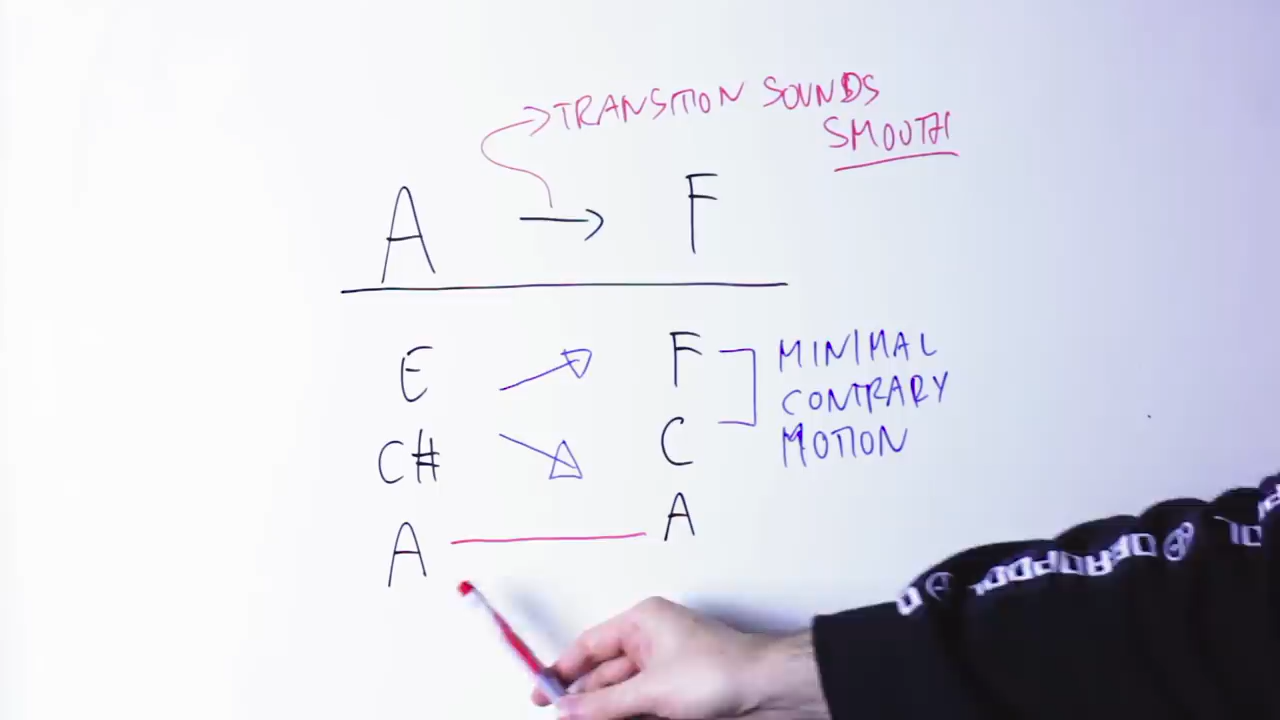 TRANSITION SOUNDS
SMOOTH
A → F
E F MINIMAL
CONTRARY
C# C MOTION
A A